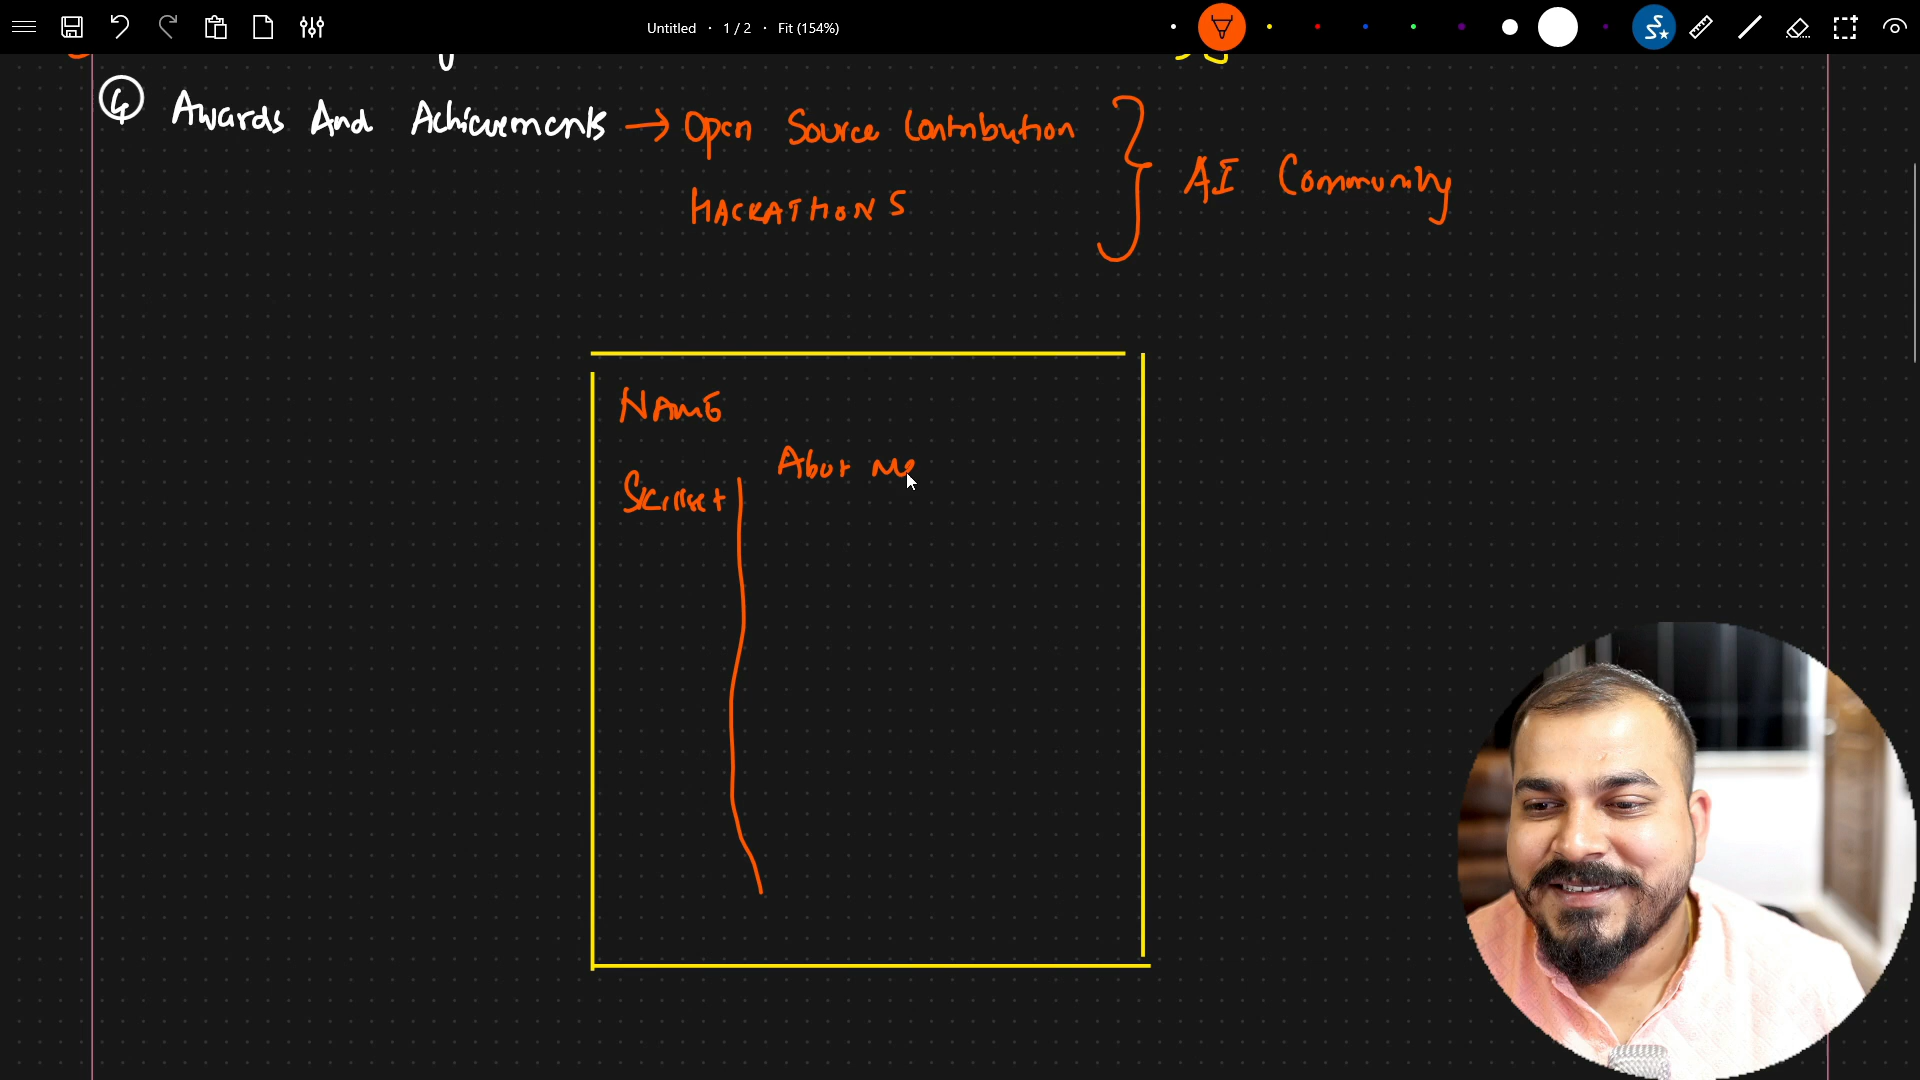 Untitled · 1 / 2 · Fit (154%)
4 Awards And Achievements → Open Source Contribution
HACKATHONS
AI Community
NAME
About Me
Skillset